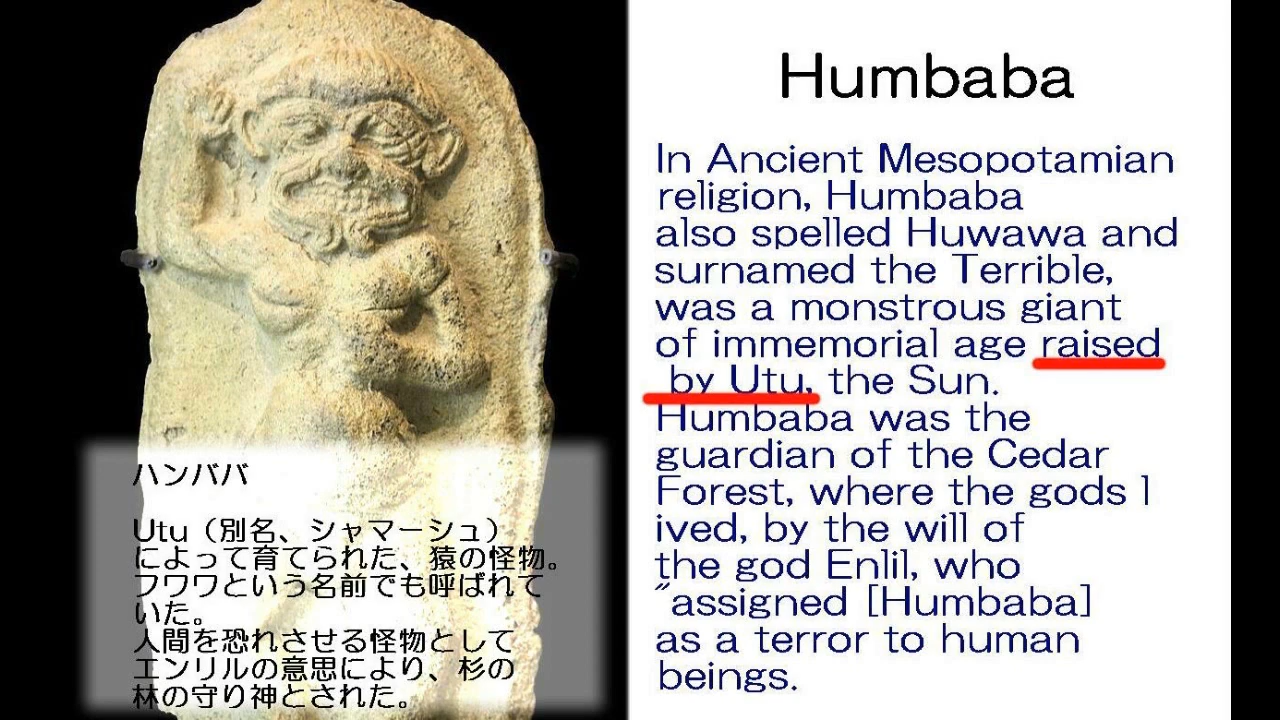 Humbaba
In Ancient Mesopotamian
religion, Humbaba
also spelled Huwawa and
surnamed the Terrible,
was a monstrous giant
of immemorial age raised
by Utu, the Sun.
Humbaba was the
guardian of the Cedar
Forest, where the gods l
ived, by the will of
the god Enlil, who
"assigned [Humbaba]
as a terror to human
beings.
ハンババ
Utu（別名、シャマーシュ）
によって育てられた、猿の怪物。
フワワという名前でも呼ばれて
いた。
人間を恐れさせる怪物として
エンリルの意思により、杉の
林の守り神とされた。